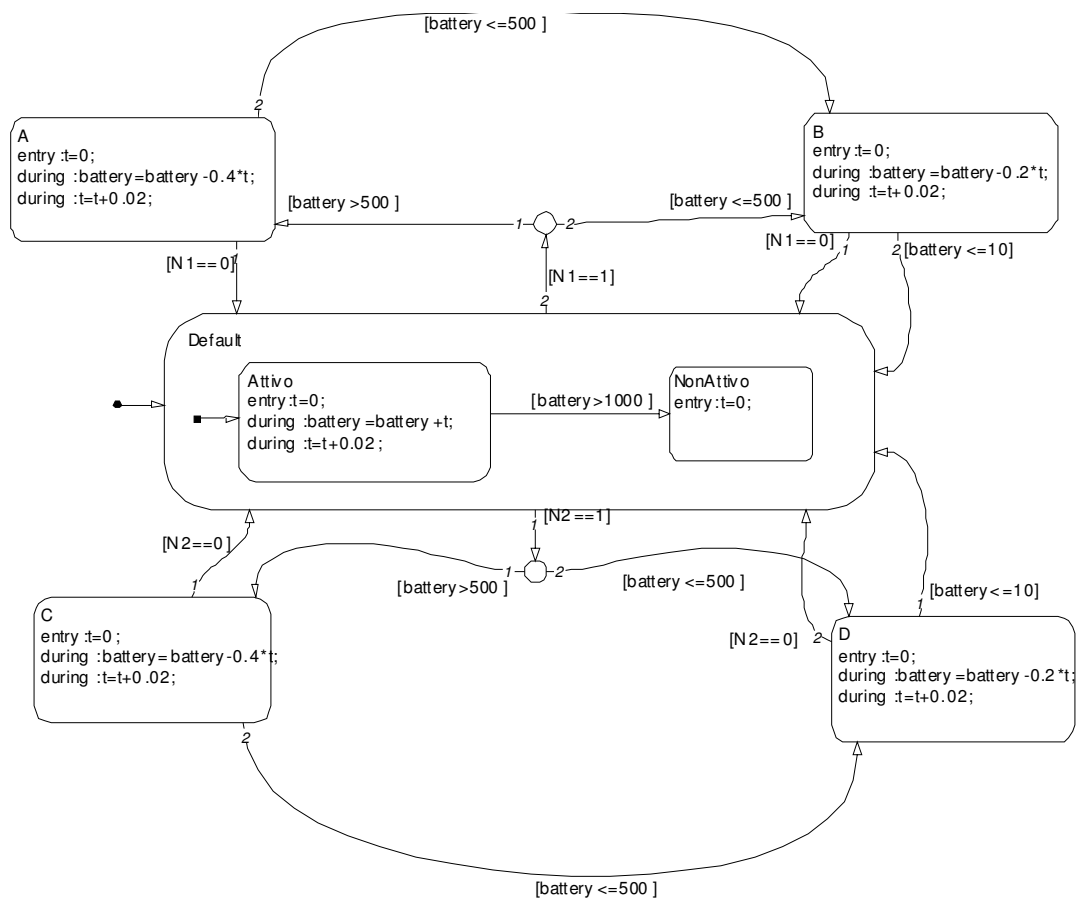 [battery <=500 ]
2
A
entry :t=0;
during :battery=battery -0.4*t;
during :t=t+0.02;
B
entry :t=0;
during :battery =battery -0.2*t;
during :t=t+0.02;
[battery >500 ]
1
2
[battery <=500 ]
[N1==0]
1
[N1==1]
2
[N1==0]
1
2
[battery <=10]
Default
Attivo
entry :t=0;
during :battery =battery +t;
during :t=t+0.02 ;
[battery>1000 ]
NonAttivo
entry :t=0;
1
[N2==1]
[N2==0]
1
[battery>500 ]
1
2
[battery <=500 ]
[battery<=10]
1
[N2==0]
2
C
entry :t=0 ;
during :battery= battery -0.4*t;
during :t=t+0.02;
D
entry :t=0;
during :battery =battery -0.2*t;
during :t=t+0.02;
2
[battery <=500 ]